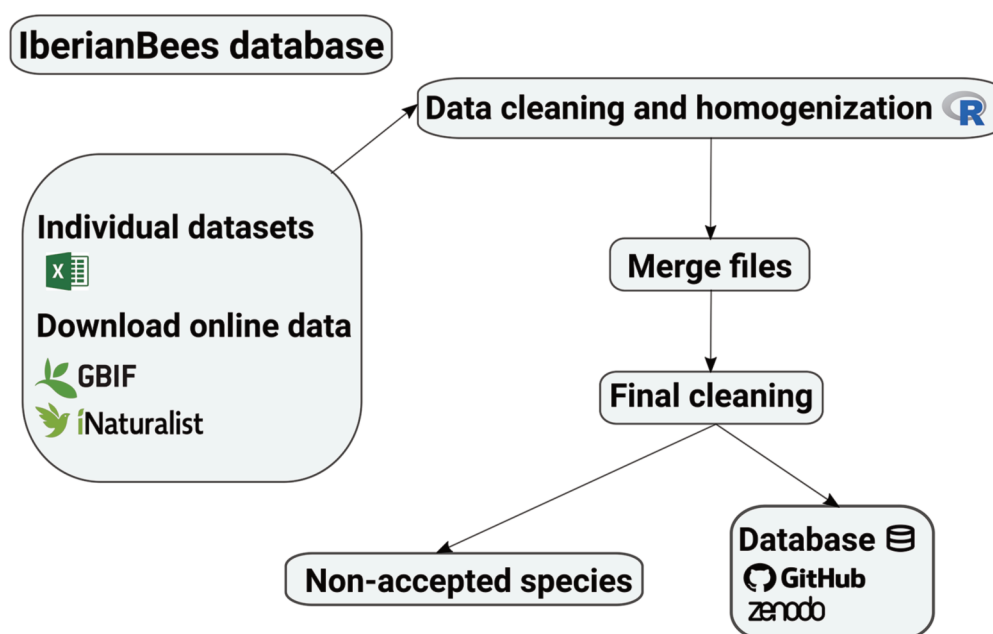 IberianBees database
Data cleaning and homogenization R
Individual datasets
X
Download online data
GBIF
iNaturalist
Merge files
Final cleaning
Non-accepted species
Database
GitHub
zenodo